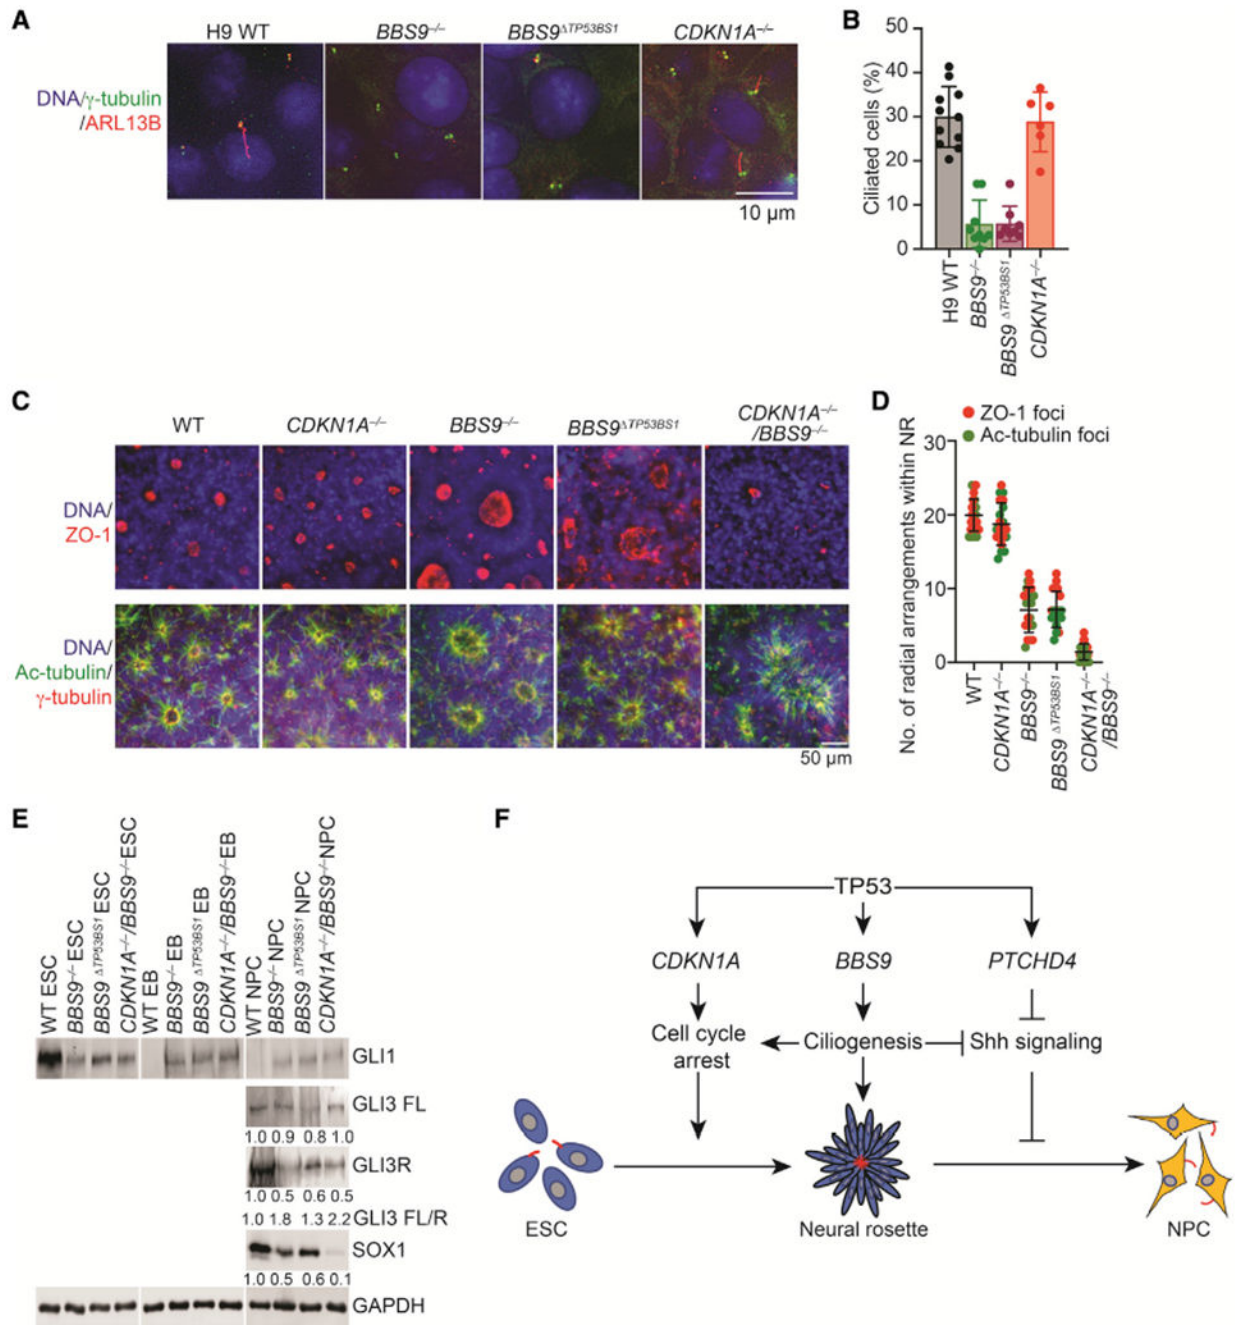 A
H9 WT
BBS9–/–
BBS9ΔTP53BS1
CDKN1A–/–
DNA/γ-tubulin
/ARL13B
10 µm
B
Ciliated cells (%)
50
40
30
20
10
0
H9 WT
BBS9–/–
BBS9 ΔTP53BS1
CDKN1A–/–
C
WT
CDKN1A–/–
BBS9–/–
BBS9ΔTP53BS1
CDKN1A–/–
/BBS9–/–
DNA/
ZO-1
DNA/
Ac-tubulin/
γ-tubulin
50 µm
D
ZO-1 foci
Ac-tubulin foci
No. of radial arrangements within NR
30
20
10
0
WT
CDKN1A–/–
BBS9–/–
BBS9 ΔTP53BS1
CDKN1A–/–
/BBS9–/–
E
WT ESC
BBS9–/– ESC
BBS9 ΔTP53BS1 ESC
CDKN1A–/–/BBS9–/– ESC
WT EB
BBS9–/– EB
BBS9 ΔTP53BS1 EB
CDKN1A–/–/BBS9–/– EB
WT NPC
BBS9–/– NPC
BBS9 ΔTP53BS1 NPC
CDKN1A–/–/BBS9–/– NPC
GLI1
GLI3 FL
1.0 0.9 0.8 1.0
GLI3R
1.0 0.5 0.6 0.5
1.0 1.8 1.3 2.2 GLI3 FL/R
SOX1
1.0 0.5 0.6 0.1
GAPDH
F
TP53
CDKN1A
BBS9
PTCHD4
Cell cycle
arrest
Ciliogenesis
Shh signaling
ESC
Neural rosette
NPC